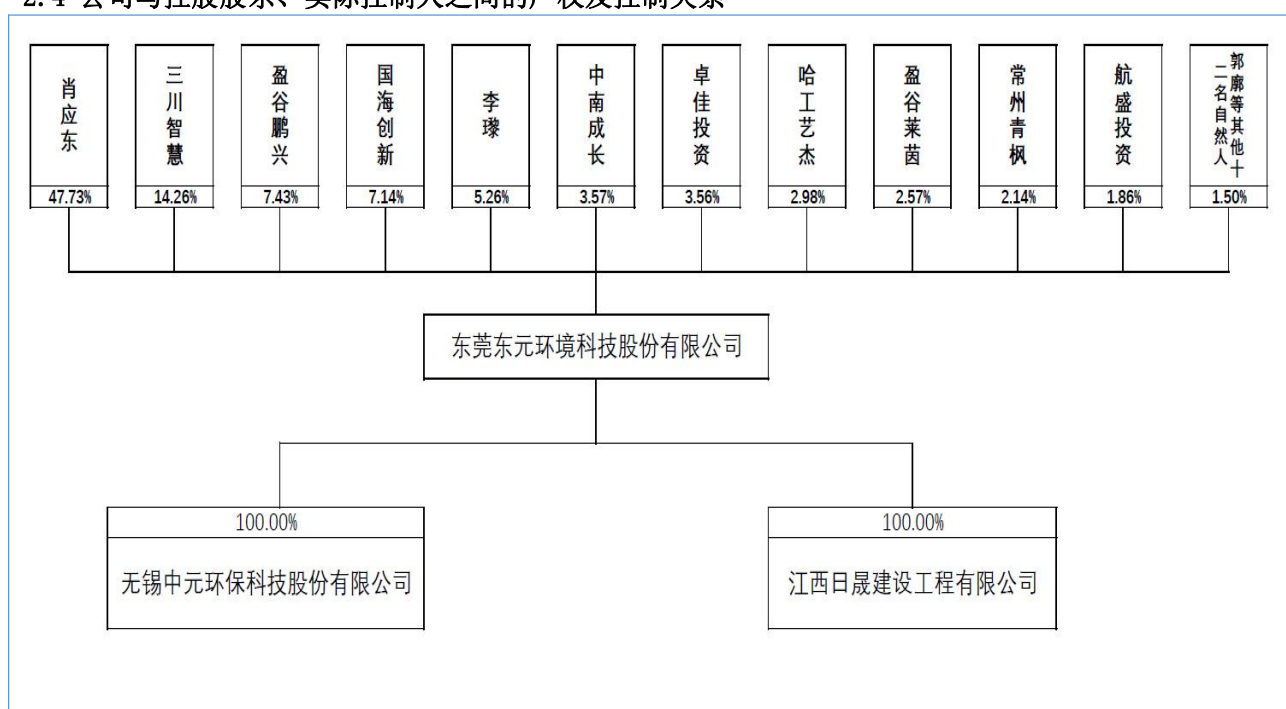 2.4 公司与控股股东、实际控制人之间的产权及控制关系
肖应东
三川智慧
盈谷鹏兴
国海创新
李瓈
中南成长
卓佳投资
哈工艺杰
盈谷莱茵
常州青枫
航盛投资
郭廓等其他十
二名自然人
47.73%
14.26%
7.43%
7.14%
5.26%
3.57%
3.56%
2.98%
2.57%
2.14%
1.86%
1.50%
东莞东元环境科技股份有限公司
100.00%
无锡中元环保科技股份有限公司
100.00%
江西日晟建设工程有限公司